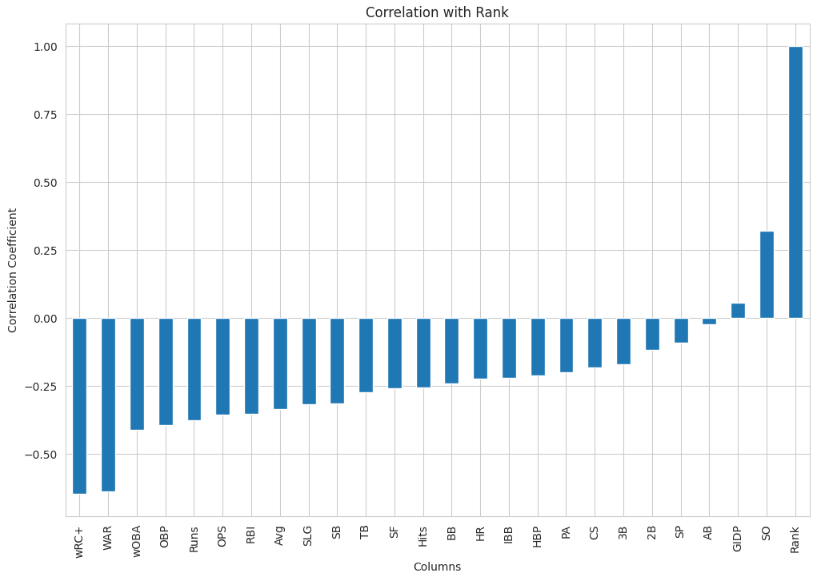 Correlation with Rank
Correlation Coefficient
1.00
0.75
0.50
0.25
0.00
−0.25
−0.50
wRC+
WAR
wOBA
OBP
Runs
OPS
RBI
Avg
SLG
SB
TB
SF
Hits
BB
HR
IBB
HBP
PA
CS
3B
2B
SP
AB
GIDP
SO
Rank
Columns